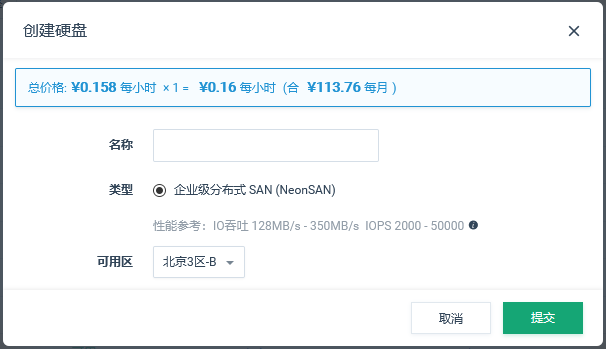 创建硬盘
总价格: ¥0.158 每小时 × 1 = ¥0.16 每小时 (合 ¥113.76 每月 )
名称
类型 企业级分布式 SAN (NeonSAN)
性能参考: IO吞吐 128MB/s - 350MB/s IOPS 2000 - 50000
可用区 北京3区-B
取消 提交